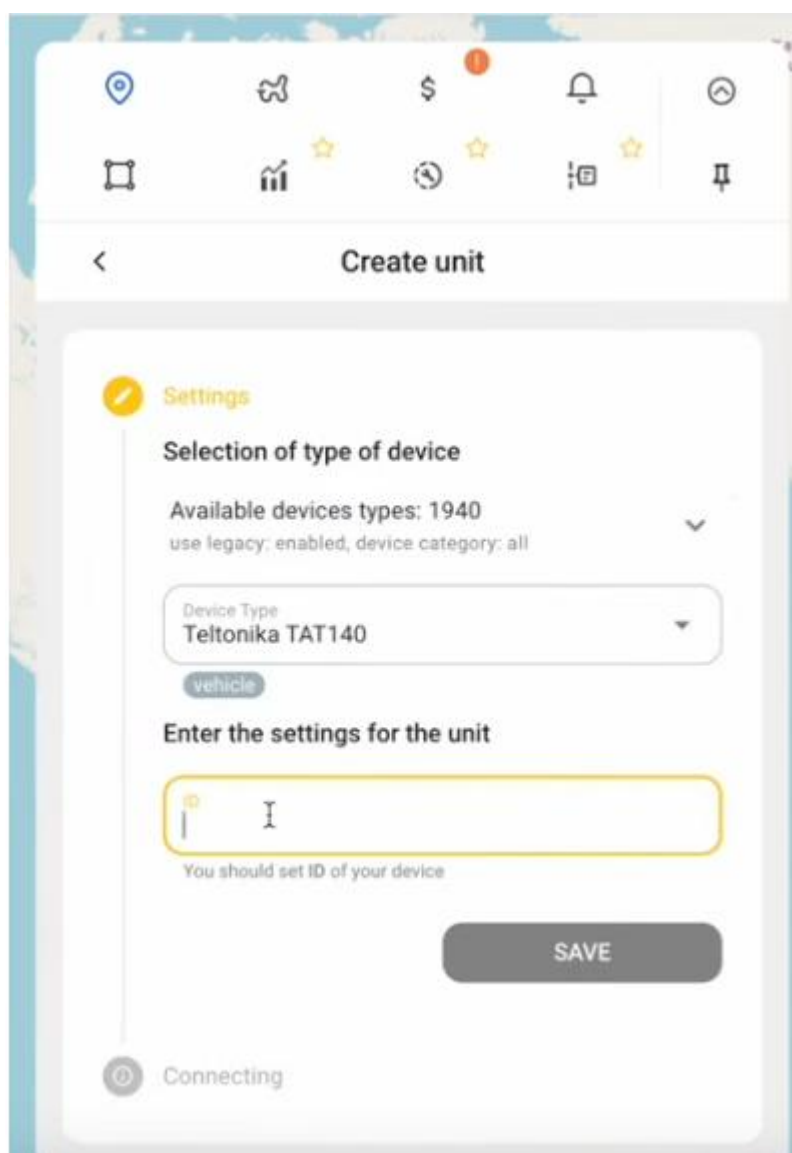 Create unit
Settings
Selection of type of device
Available devices types: 1940
use legacy: enabled, device category: all
Device Type
Teltonika TAT140
vehicle
Enter the settings for the unit
ID
You should set ID of your device
SAVE
Connecting